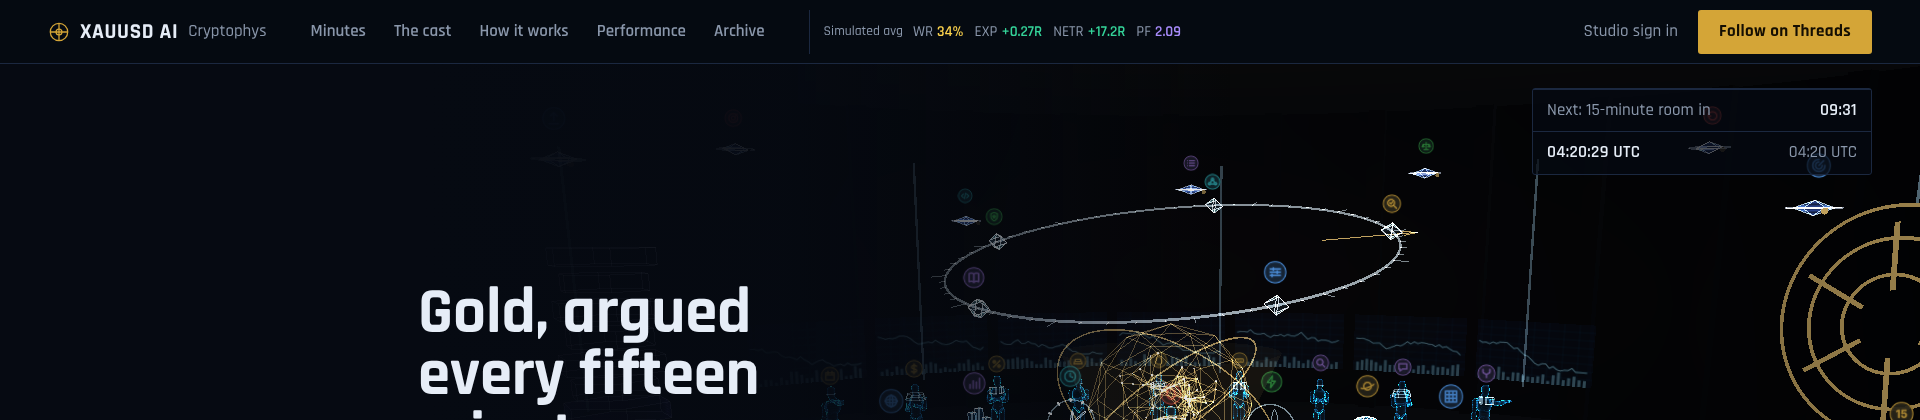 XAUUSD AI Cryptophys Minutes The cast How it works Performance Archive Simulated avg WR 34% EXP +0.27R NETR +17.2R PF 2.09 Studio sign in Follow on Threads
Next: 15-minute room in 09:31
04:20:29 UTC 04:20 UTC
Gold, argued
every fifteen
15